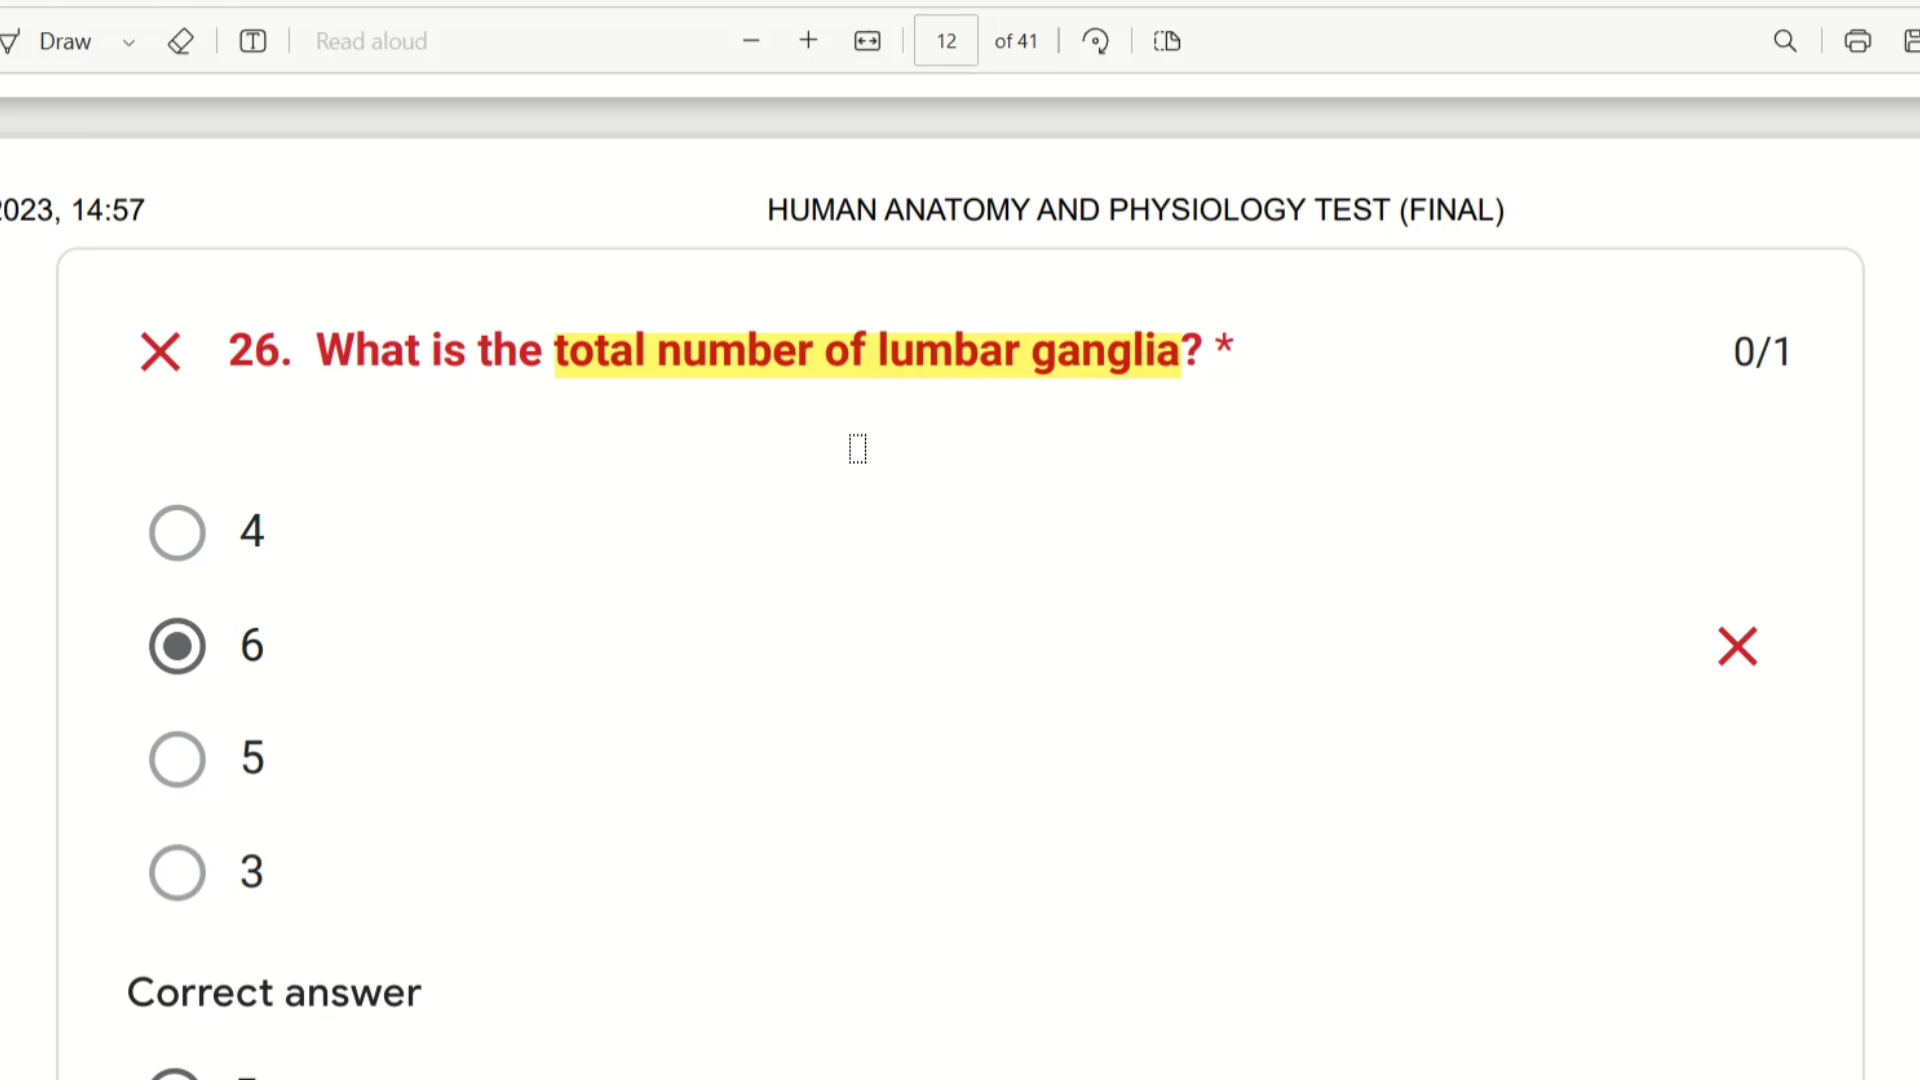 Draw
Read aloud
12 of 41
2023, 14:57
HUMAN ANATOMY AND PHYSIOLOGY TEST (FINAL)
26. What is the total number of lumbar ganglia? *
0/1
4
6
5
3
Correct answer